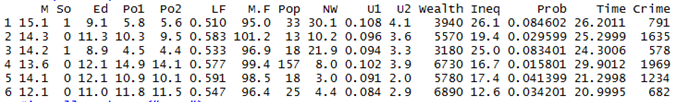 M So Ed Po1 Po2 LF M.F Pop NW U1 U2 Wealth Ineq Prob Time Crime
1 15.1 1 9.1 5.8 5.6 0.510 95.0 33 30.1 0.108 4.1 3940 26.1 0.084602 26.2011 791
2 14.3 0 11.3 10.3 9.5 0.583 101.2 13 10.2 0.096 3.6 5570 19.4 0.029599 25.2999 1635
3 14.2 1 8.9 4.5 4.4 0.533 96.9 18 21.9 0.094 3.3 3180 25.0 0.083401 24.3006 578
4 13.6 0 12.1 14.9 14.1 0.577 99.4 157 8.0 0.102 3.9 6730 16.7 0.015801 29.9012 1969
5 14.1 0 12.1 10.9 10.1 0.591 98.5 18 3.0 0.091 2.0 5780 17.4 0.041399 21.2998 1234
6 12.1 0 11.0 11.8 11.5 0.547 96.4 25 4.4 0.084 2.9 6890 12.6 0.034201 20.9995 682